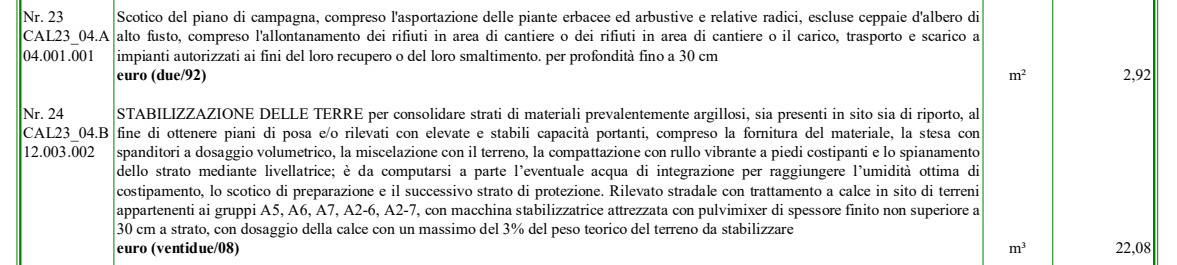 Nr. 23 Scotico del piano di campagna, compreso l'asportazione delle piante erbacee ed arbustive e relative radici, escluse ceppaie d'albero di
CAL23_04.A alto fusto, compreso l'allontanamento dei rifiuti in area di cantiere o dei rifiuti in area di cantiere o il carico, trasporto e scarico a
04.001.001 impianti autorizzati ai fini del loro recupero o del loro smaltimento. per profondità fino a 30 cm
euro (due/92) m² 2,92
Nr. 24 STABILIZZAZIONE DELLE TERRE per consolidare strati di materiali prevalentemente argillosi, sia presenti in sito sia di riporto, al
CAL23_04.B fine di ottenere piani di posa e/o rilevati con elevate e stabili capacità portanti, compreso la fornitura del materiale, la stesa con
12.003.002 spanditori a dosaggio volumetrico, la miscelazione con il terreno, la compattazione con rullo vibrante a piedi costipanti e lo spianamento
dello strato mediante livellatrice; è da computarsi a parte l’eventuale acqua di integrazione per raggiungere l’umidità ottima di
costipamento, lo scotico di preparazione e il successivo strato di protezione. Rilevato stradale con trattamento a calce in sito di terreni
appartenenti ai gruppi A5, A6, A7, A2-6, A2-7, con macchina stabilizzatrice attrezzata con pulvimixer di spessore finito non superiore a
30 cm a strato, con dosaggio della calce con un massimo del 3% del peso teorico del terreno da stabilizzare
euro (ventidue/08) m³ 22,08